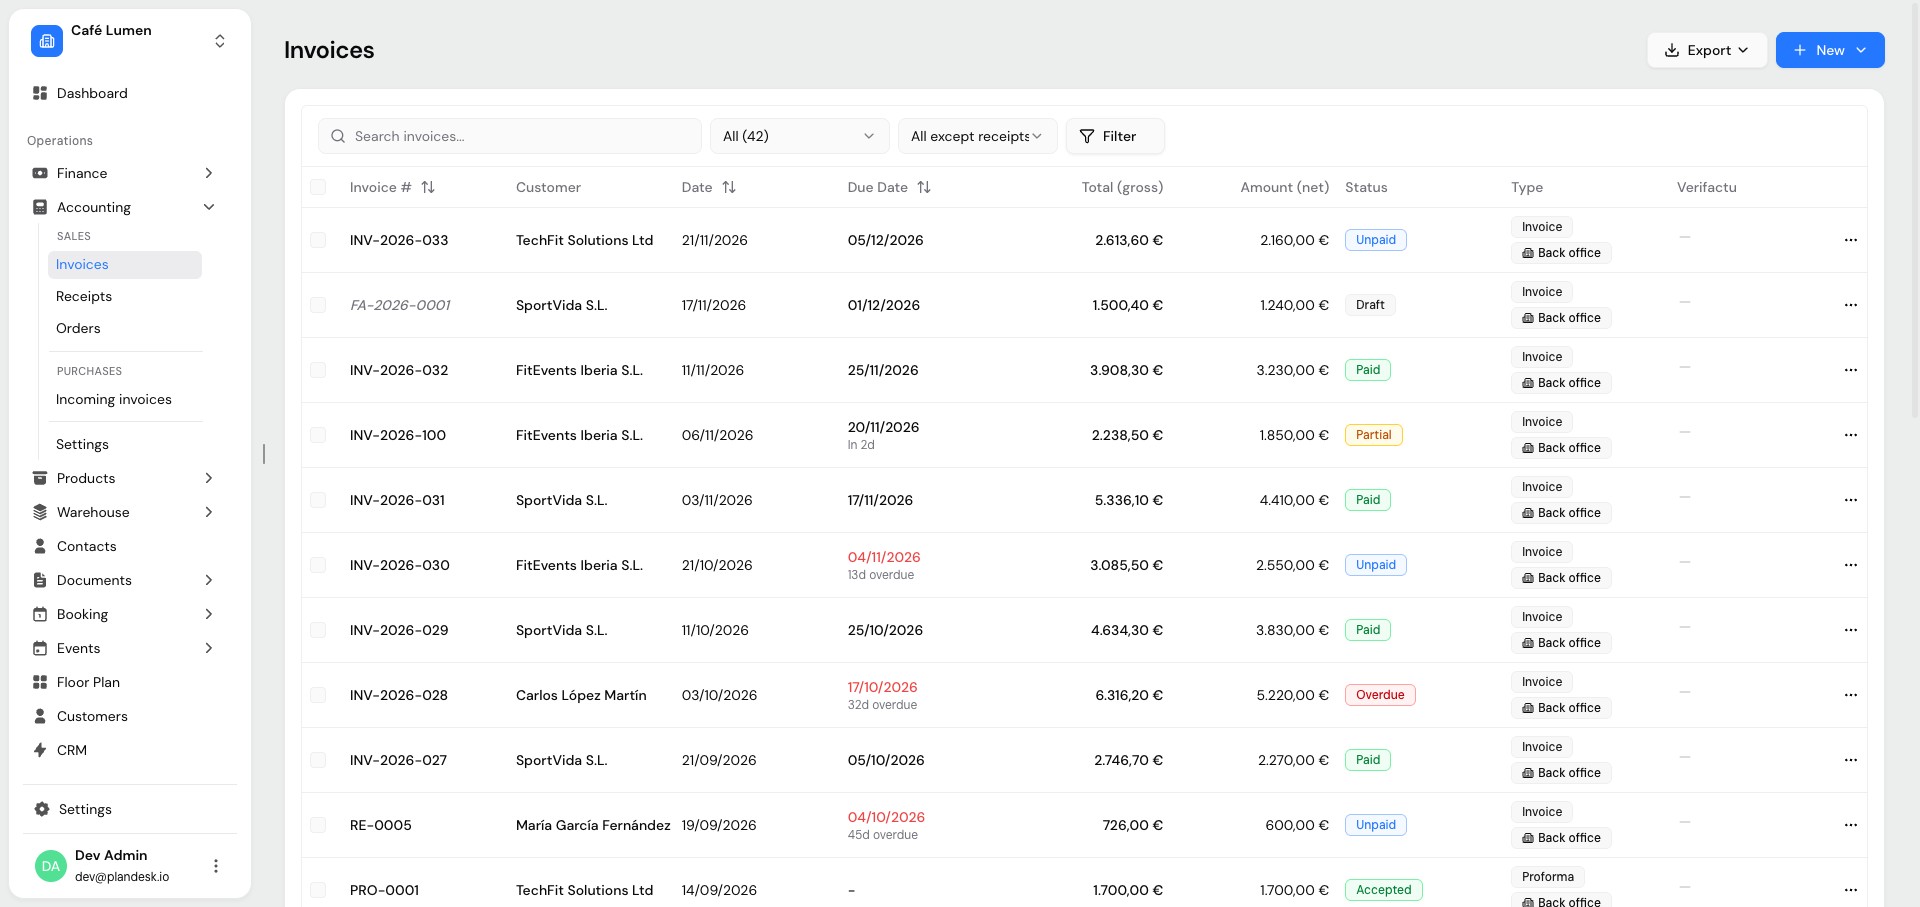 Café Lumen
Dashboard
Operations
Finance
Accounting
SALES
Invoices
Receipts
Orders
PURCHASES
Incoming invoices
Settings
Products
Warehouse
Contacts
Documents
Booking
Events
Floor Plan
Customers
CRM
Settings
DA
Dev Admin
dev@plandesk.io
Invoices
Export
New
Search invoices...
All (42)
All except receipts
Filter
Invoice # Customer Date Due Date Total (gross) Amount (net) Status Type Verifactu
INV-2026-033 TechFit Solutions Ltd 21/11/2026 05/12/2026 2.613,60 € 2.160,00 € Unpaid Invoice —
Back office
FA-2026-0001 SportVida S.L. 17/11/2026 01/12/2026 1.500,40 € 1.240,00 € Draft Invoice —
Back office
INV-2026-032 FitEvents Iberia S.L. 11/11/2026 25/11/2026 3.908,30 € 3.230,00 € Paid Invoice —
Back office
INV-2026-100 FitEvents Iberia S.L. 06/11/2026 20/11/2026 2.238,50 € 1.850,00 € Partial Invoice —
In 2d Back office
INV-2026-031 SportVida S.L. 03/11/2026 17/11/2026 5.336,10 € 4.410,00 € Paid Invoice —
Back office
INV-2026-030 FitEvents Iberia S.L. 21/10/2026 04/11/2026 3.085,50 € 2.550,00 € Unpaid Invoice —
13d overdue Back office
INV-2026-029 SportVida S.L. 11/10/2026 25/10/2026 4.634,30 € 3.830,00 € Paid Invoice —
Back office
INV-2026-028 Carlos López Martín 03/10/2026 17/10/2026 6.316,20 € 5.220,00 € Overdue Invoice —
32d overdue Back office
INV-2026-027 SportVida S.L. 21/09/2026 05/10/2026 2.746,70 € 2.270,00 € Paid Invoice —
Back office
RE-0005 María García Fernández 19/09/2026 04/10/2026 726,00 € 600,00 € Unpaid Invoice —
45d overdue Back office
PRO-0001 TechFit Solutions Ltd 14/09/2026 - 1.700,00 € 1.700,00 € Accepted Proforma —
Back office